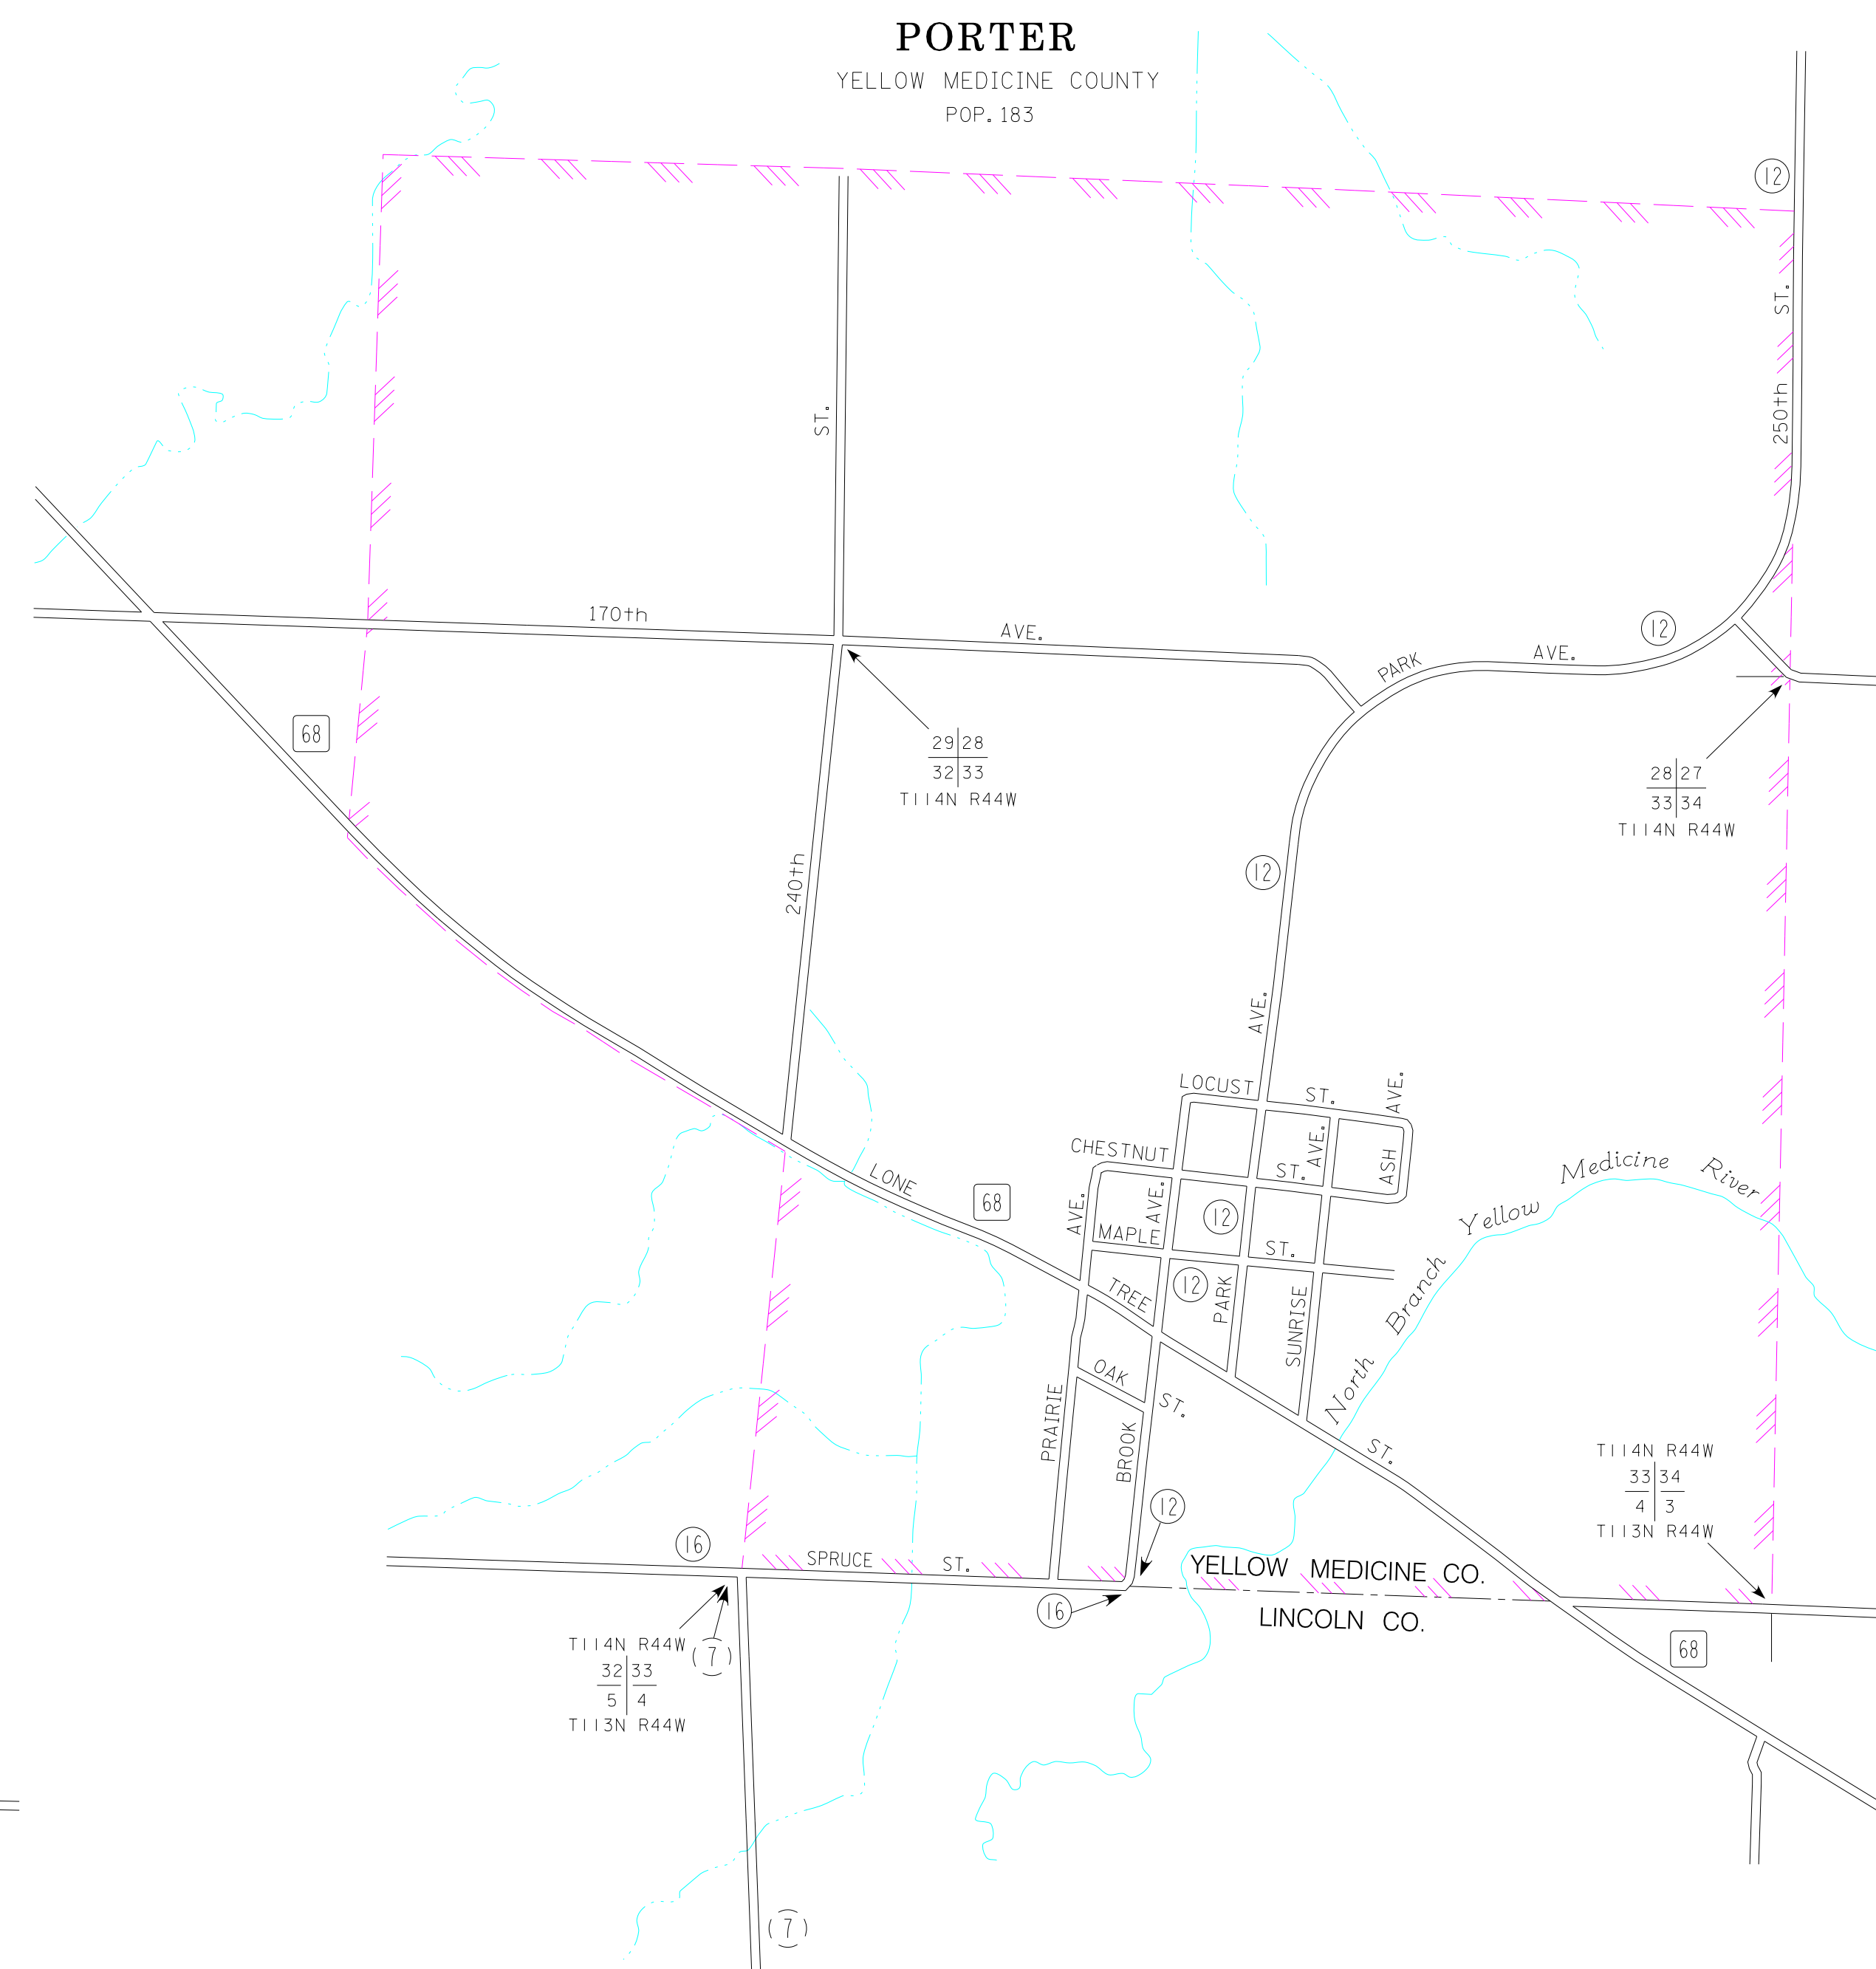 PORTER
YELLOW MEDICINE COUNTY
POP. 183
12
250th ST.
240th ST.
170th AVE.
PARK AVE.
12
68
29 28
32 33
T114N R44W
28 27
33 34
T114N R44W
12
LOCUST ST.
CHESTNUT ST.
ASH AVE.
LONE TREE ST.
68
MAPLE ST.
12
12
PARK AVE.
SUNRISE AVE.
PRAIRIE AVE.
BROOK AVE.
OAK ST.
North Branch Yellow Medicine River
T114N R44W
33 34
4 3
T113N R44W
12
16
SPRUCE ST.
16
YELLOW MEDICINE CO.
LINCOLN CO.
68
T114N R44W
32 33
5 4
T113N R44W
7
7